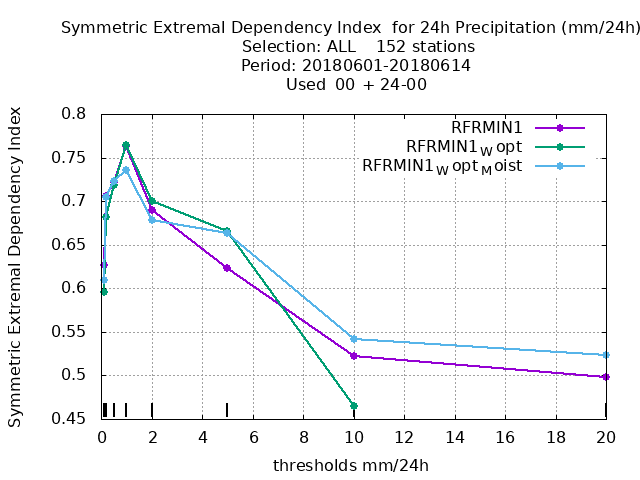 Symmetric Extremal Dependency Index  for 24h Precipitation (mm/24h)
Selection: ALL    152 stations
Period: 20180601-20180614
Used  00  + 24-00
Symmetric Extremal Dependency Index
0.8
0.75
0.7
0.65
0.6
0.55
0.5
0.45
RFRMIN1
RFRMIN1W opt
RFRMIN1W optM oist
0 2 4 6 8 10 12 14 16 18 20
thresholds mm/24h